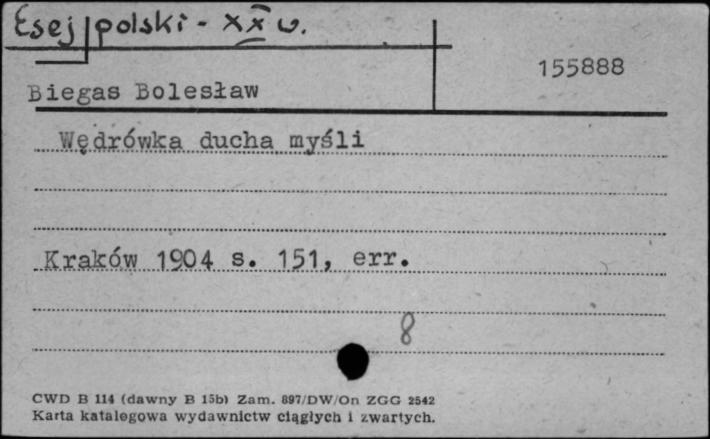 Esej polski - XX w.
155888
Biegas Bolesław
Wędrówka ducha myśli
Kraków 1904 s. 151, err.
8
CWD B 114 (dawny B 15b) Zam. 897/DW/On ZGG 2542
Karta katalogowa wydawnictw ciągłych i zwartych.